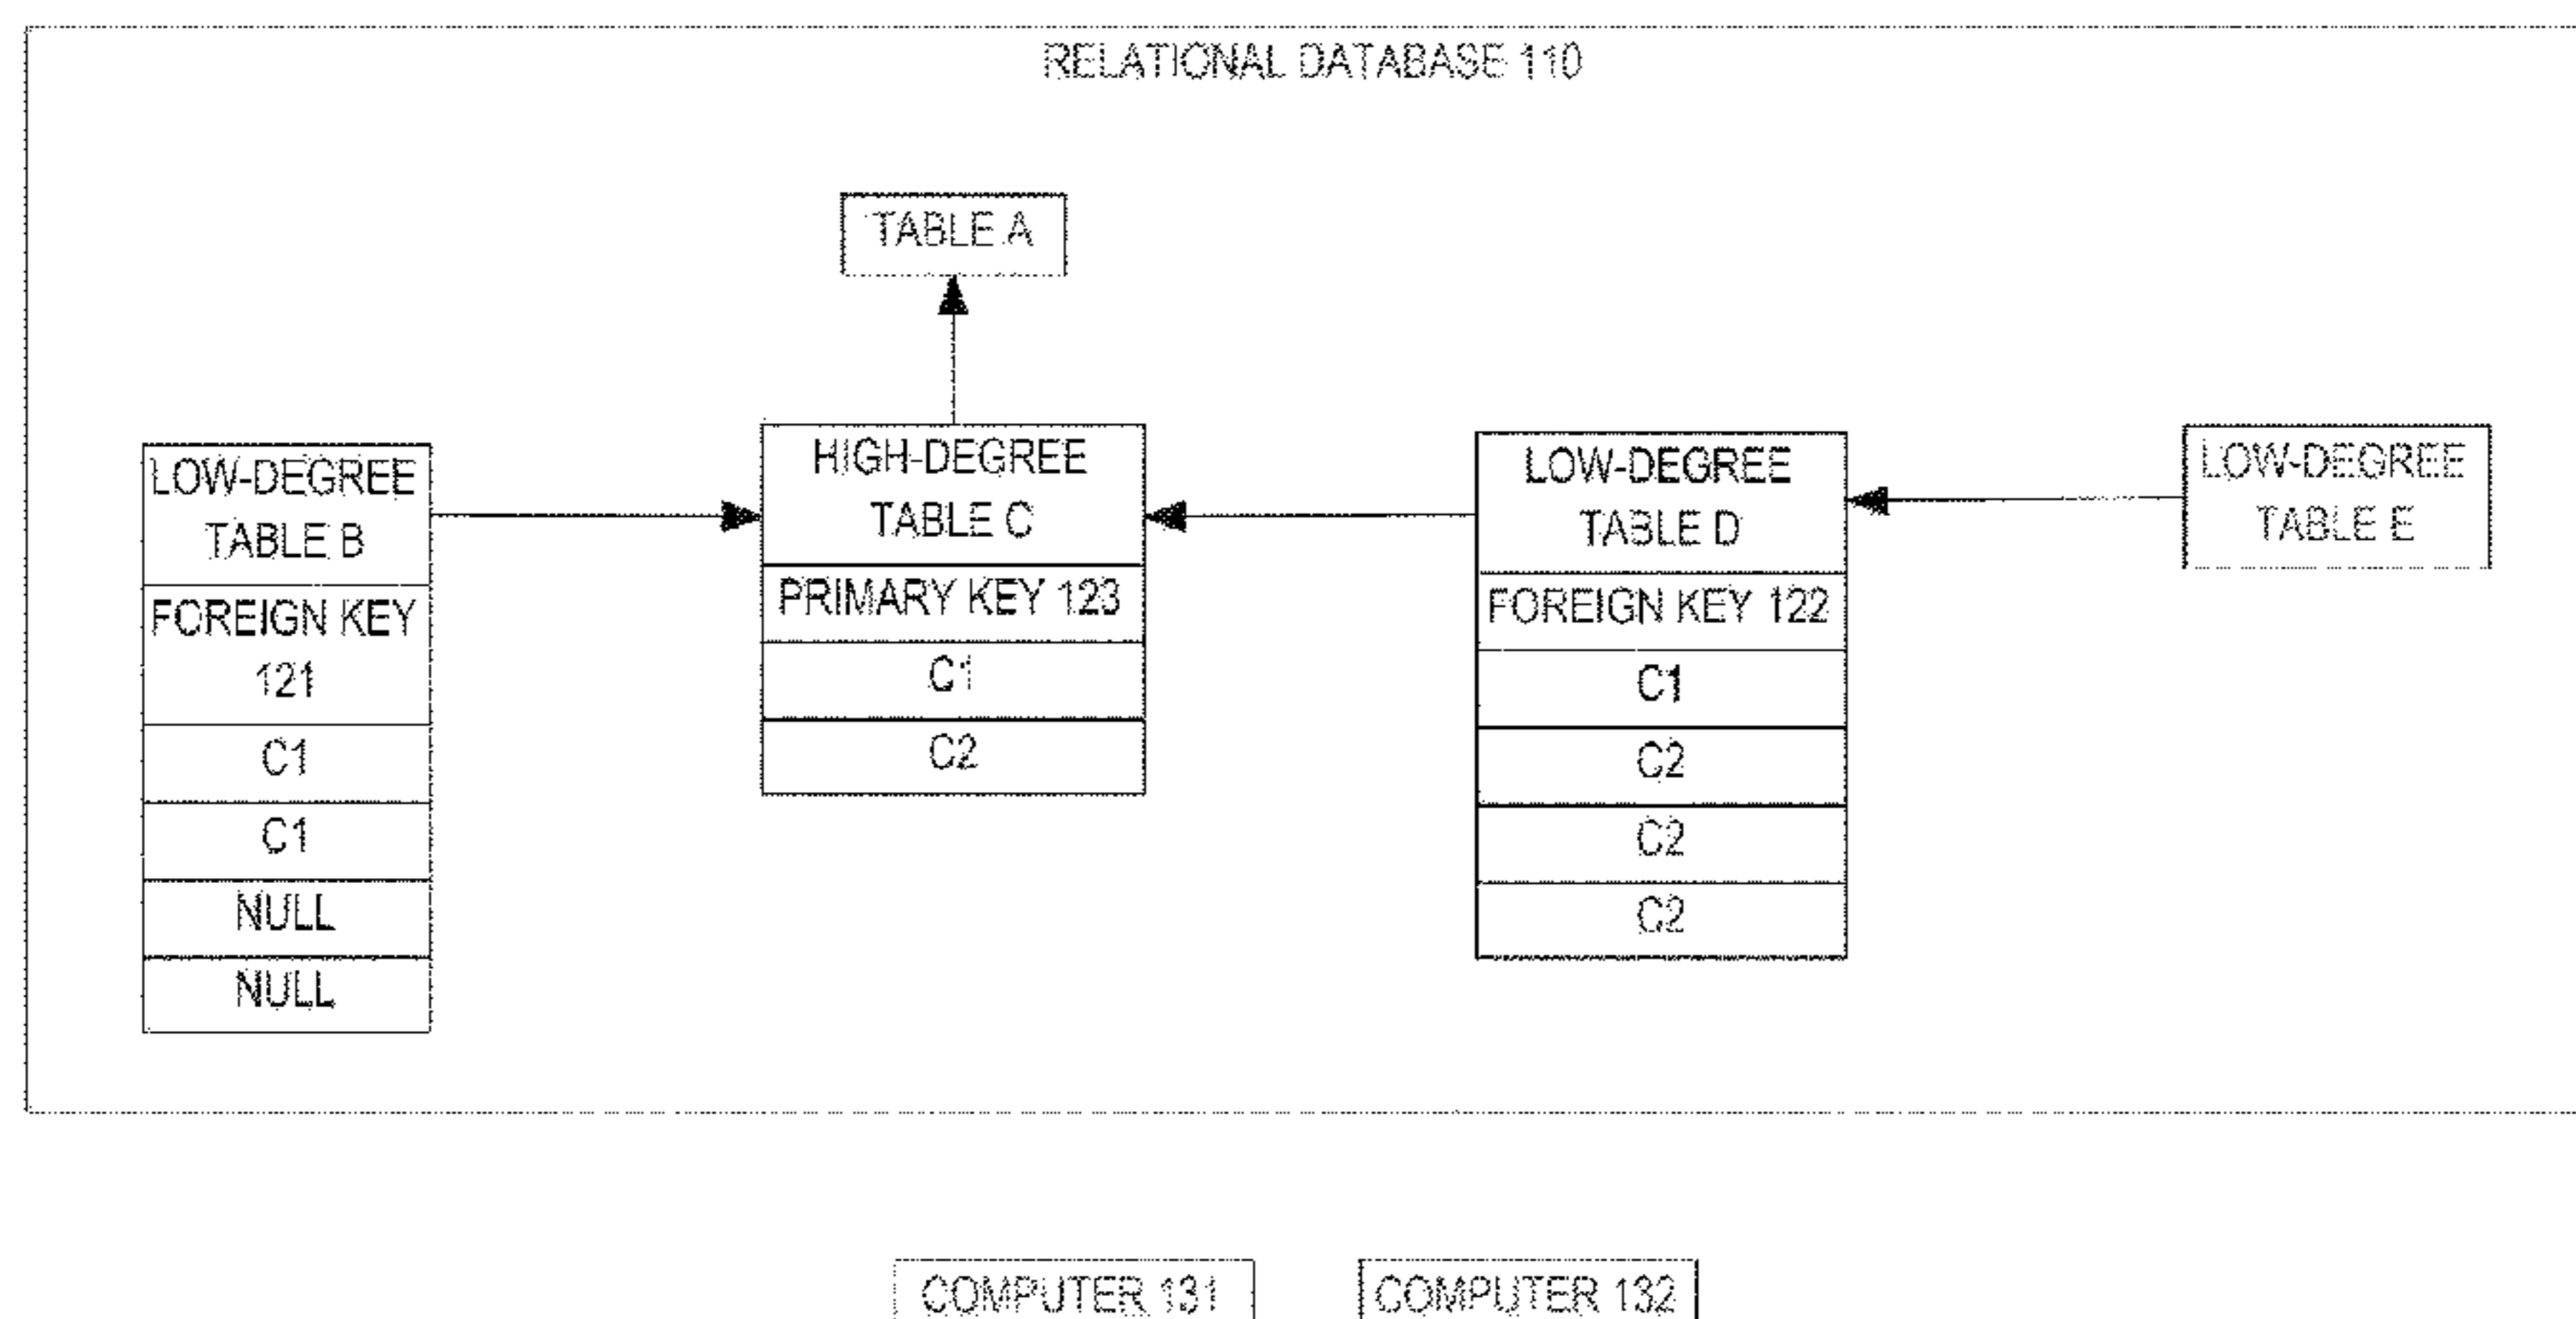 RELATIONAL DATABASE 110
TABLE A
LOW-DEGREE
TABLE B
FOREIGN KEY
121
C1
C1
NULL
NULL
HIGH-DEGREE
TABLE C
PRIMARY KEY 123
C1
C2
LOW-DEGREE
TABLE D
FOREIGN KEY 122
C1
C2
C2
C2
LOW-DEGREE
TABLE E
COMPUTER 131
COMPUTER 132